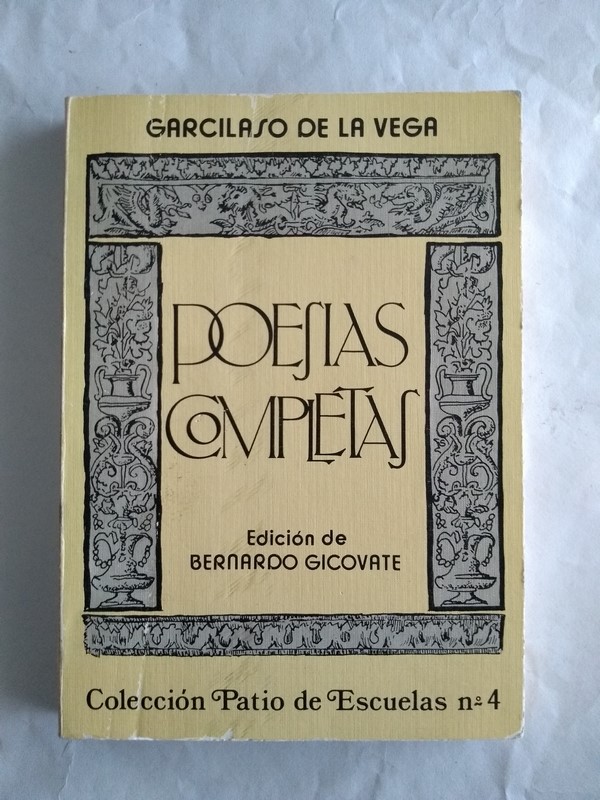 GARCILASO DE LA VEGA
POESIAS
COMPLETAS
Edición de
BERNARDO GICOVATE
Colección Patio de Escuelas nº 4